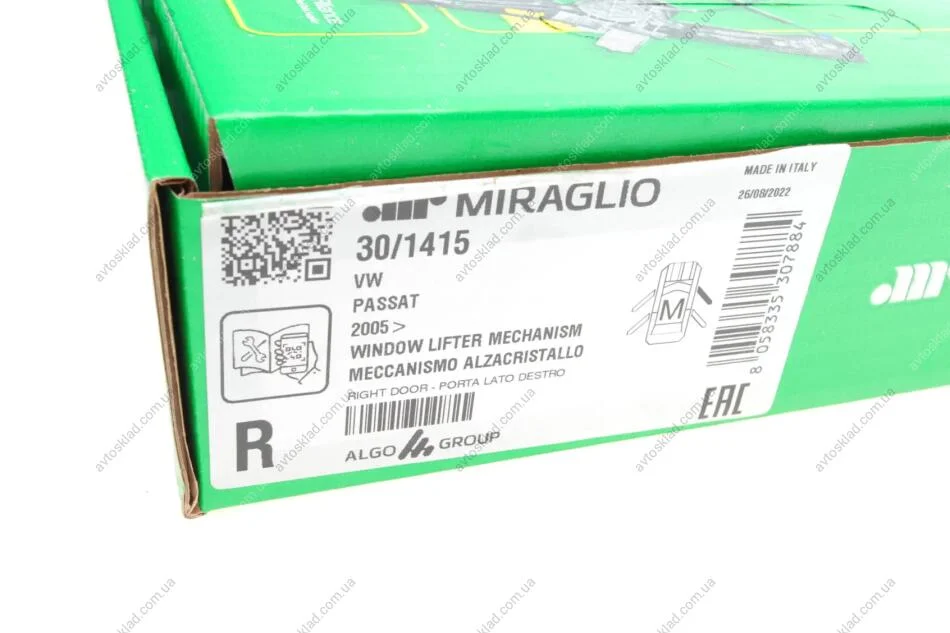 MIRAGLIO
MADE IN ITALY
26/08/2022
30/1415
VW
PASSAT
2005 >
WINDOW LIFTER MECHANISM
MECCANISMO ALZACRISTALLO
RIGHT DOOR - PORTA LATO DESTRO
R
ALGO GROUP
M
8 058335 307884
EAC
avtosklad.com.ua